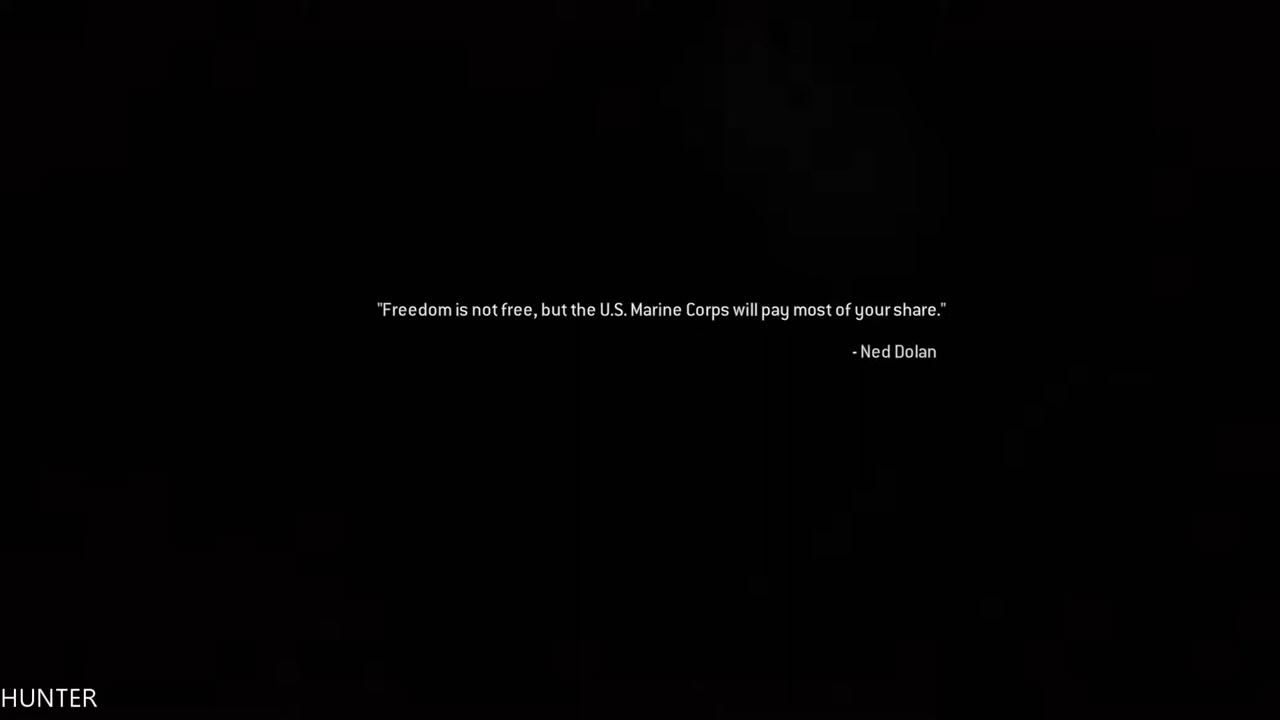 "Freedom is not free, but the U.S. Marine Corps will pay most of your share."
- Ned Dolan
HUNTER